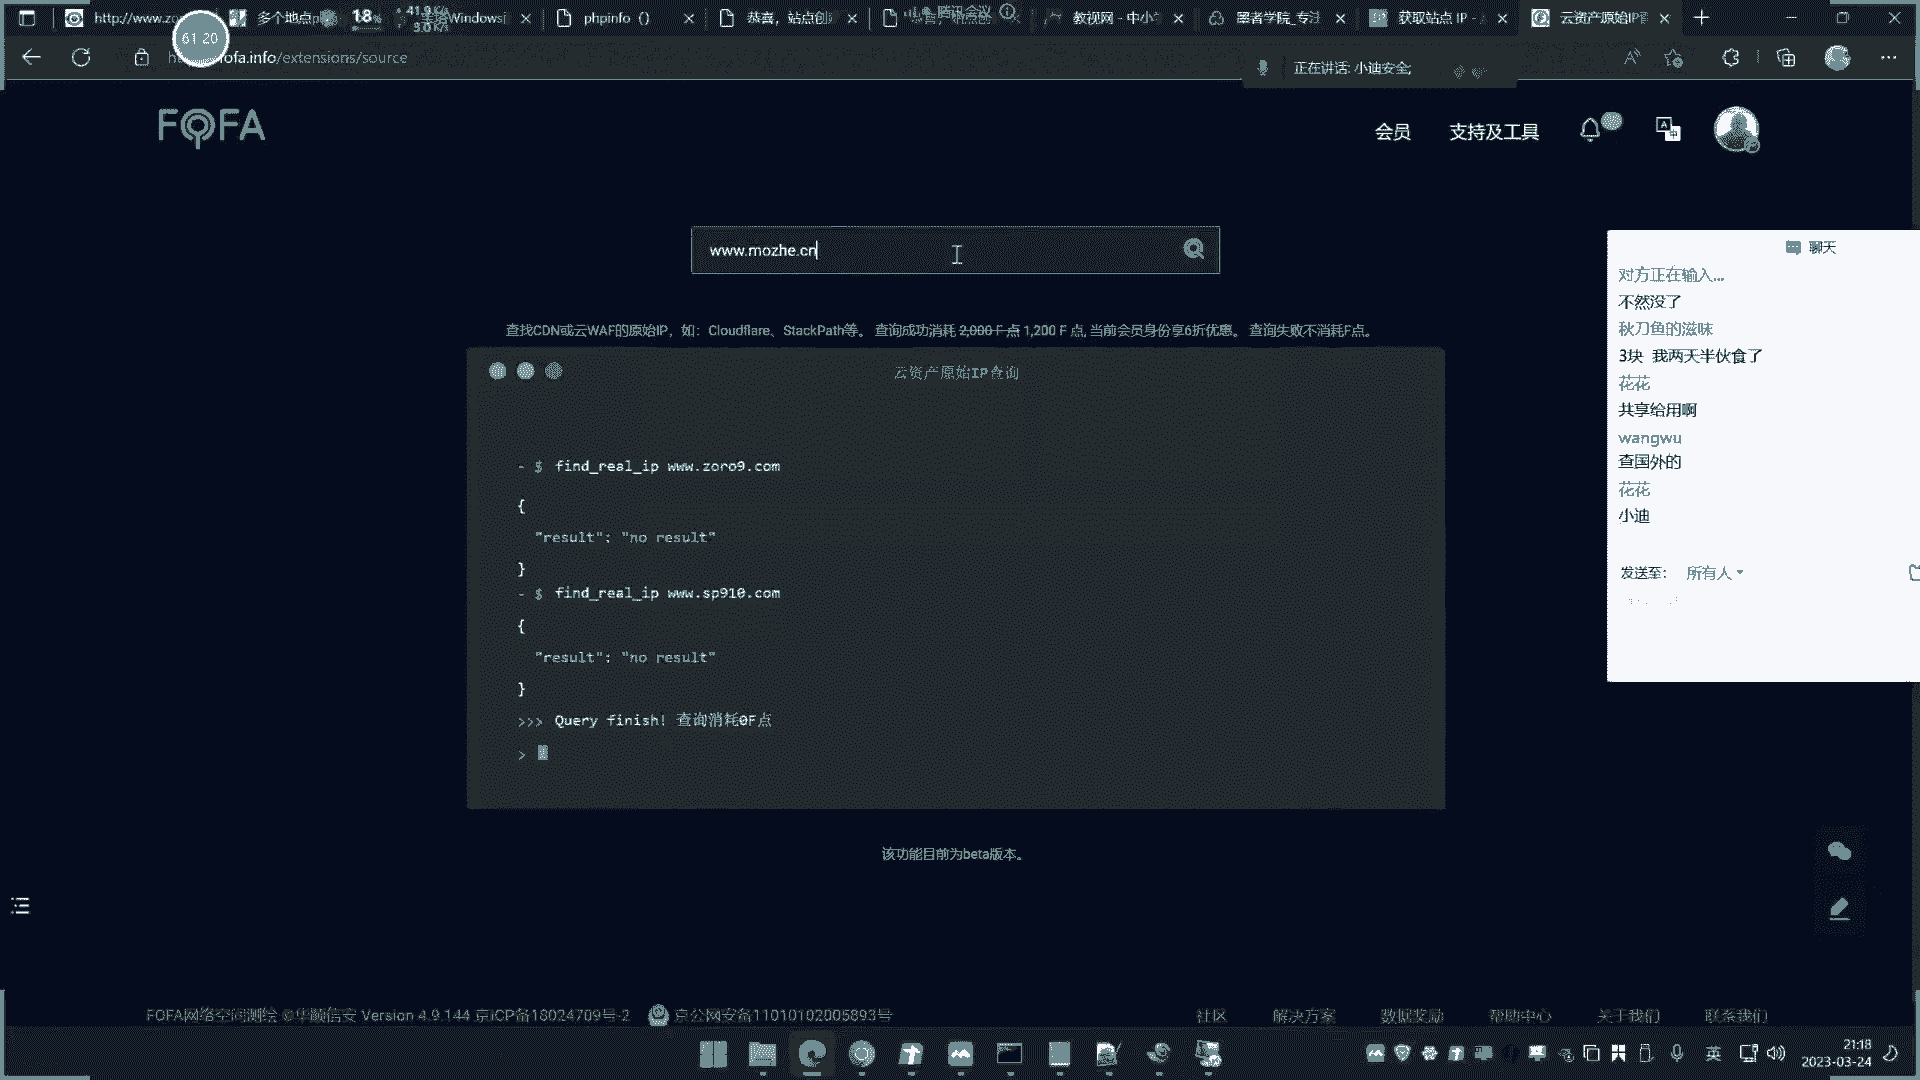 http://www.zo
多个地点p
18%
41.9 K/s
3.0 K/s
Windows
phpinfo ()
恭喜，站点创
腾讯会议
教视网 - 中小
墨者学院_专注
获取站点 IP -
云资产原始IP
61:20
fofa.info/extensions/source
正在讲话: 小迪安全;
FOFA
会员
支持及工具
www.mozhe.cn
查找CDN或云WAF的原始IP，如：Cloudflare、StackPath等。 查询成功消耗 2,000 F 点 1,200 F 点, 当前会员身份享6折优惠。 查询失败不消耗F点。
云资产原始IP查询
- $ find_real_ip www.zoro9.com
{
"result": "no result"
}
- $ find_real_ip www.sp910.com
{
"result": "no result"
}
>>> Query finish! 查询消耗0F点
>
该功能目前为beta版本。
聊天
对方正在输入...
不然没了
秋刀鱼的滋味
3块 我两天半伙食了
花花
共享给用啊
wangwu
查国外的
花花
小迪
发送至:
所有人
FOFA网络空间测绘 ©华顺信安 Version 4.9.144 京ICP备18024709号-2
京公网安备11010102005893号
社区
解决方案
数据奖励
帮助中心
关于我们
联系我们
英
21:18
2023-03-24